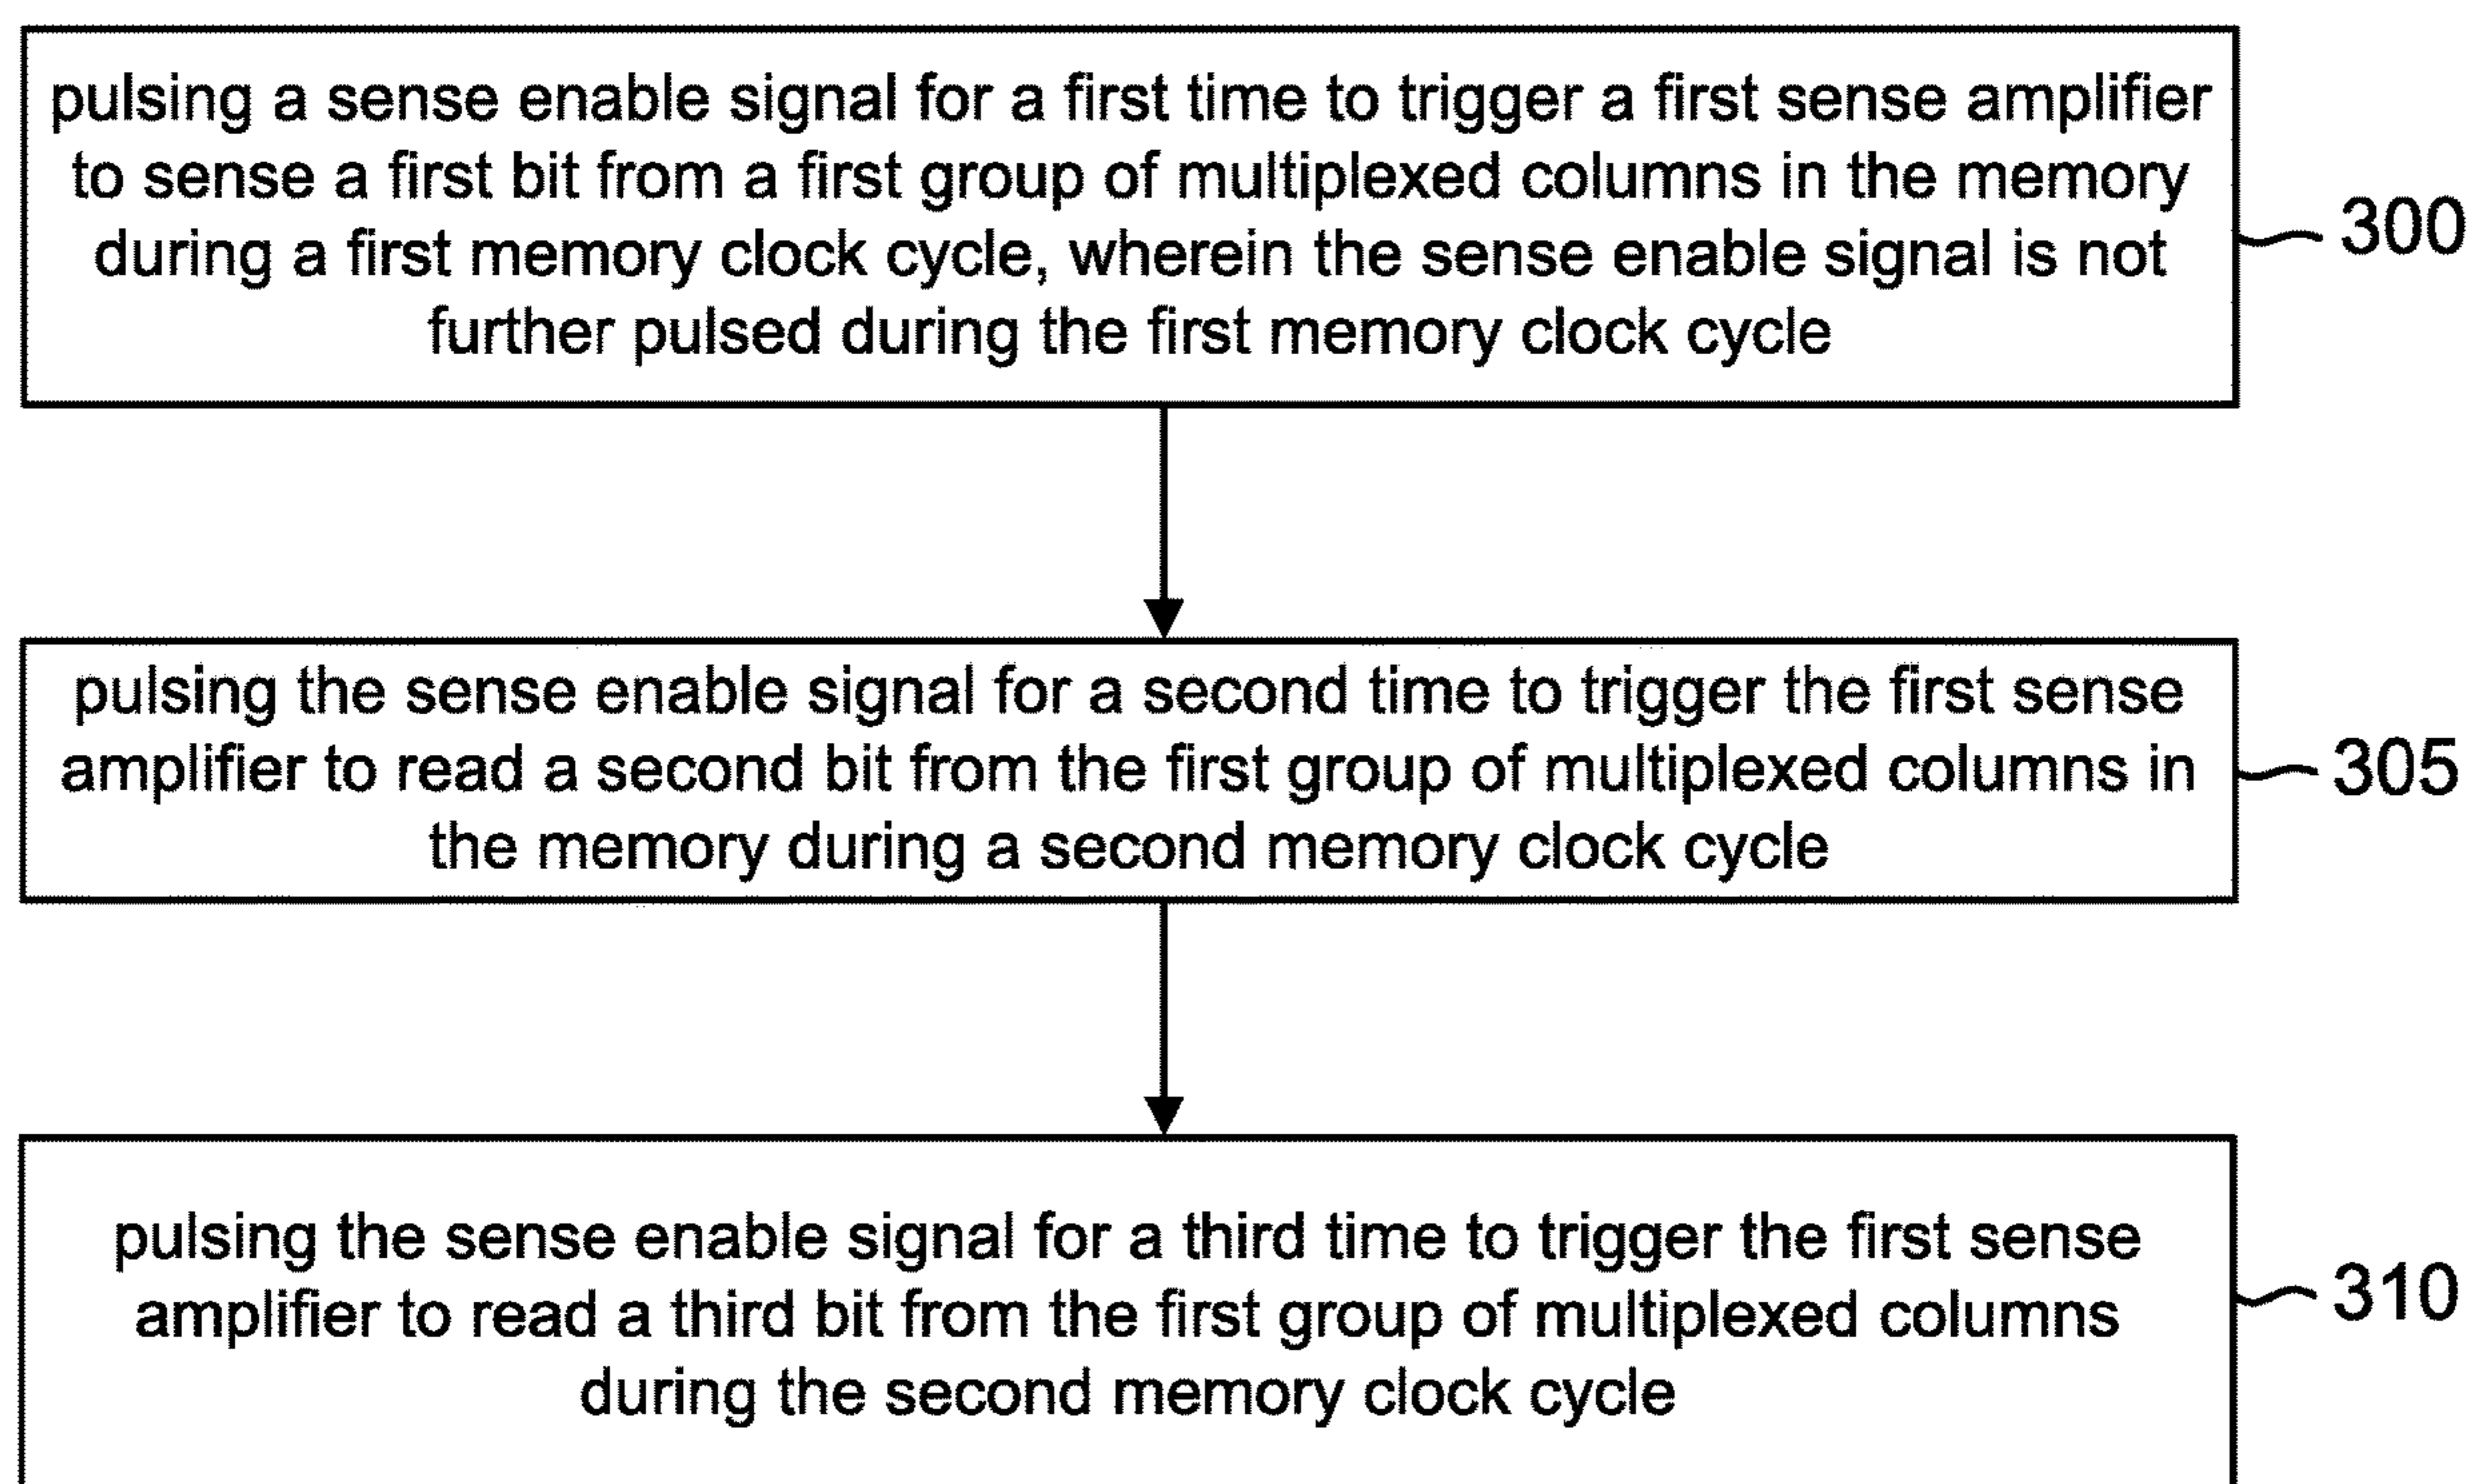 pulsing a sense enable signal for a first time to trigger a first sense amplifier
to sense a first bit from a first group of multiplexed columns in the memory
during a first memory clock cycle, wherein the sense enable signal is not
further pulsed during the first memory clock cycle
300
pulsing the sense enable signal for a second time to trigger the first sense
amplifier to read a second bit from the first group of multiplexed columns in
the memory during a second memory clock cycle
305
pulsing the sense enable signal for a third time to trigger the first sense
amplifier to read a third bit from the first group of multiplexed columns
during the second memory clock cycle
310